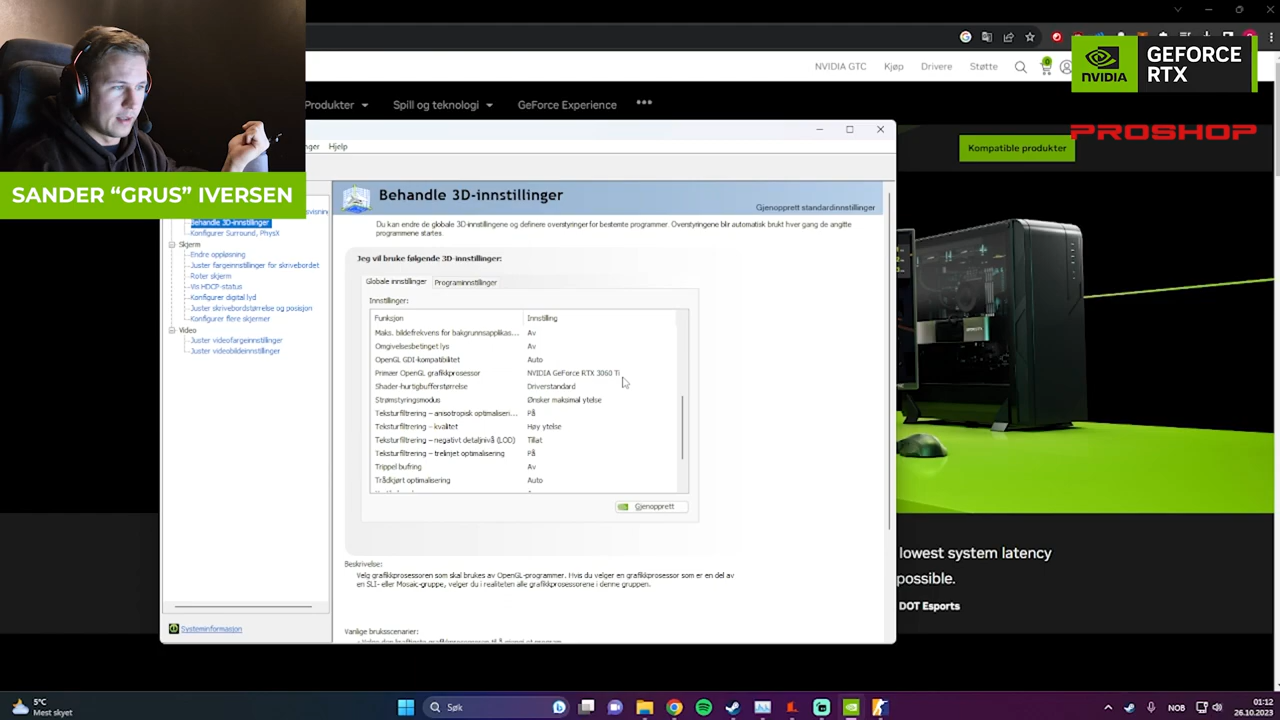 NVIDIA
GEFORCE
RTX
PROSHOP
NVIDIA GTC
Kjøp
Drivere
Støtte
0
Produkter
Spill og teknologi
GeForce Experience
Kompatible produkter
SANDER “GRUS” IVERSEN
Hjelp
Behandle 3D-innstillinger
Konfigurer Surround, PhysX
Skjerm
Endre oppløsning
Juster fargeinnstillinger for skrivebordet
Roter skjerm
Vis HDCP-status
Konfigurer digital lyd
Juster skrivebordstørrelse og posisjon
Konfigurer flere skjermer
Video
Juster videofargeinnstillinger
Juster videobildeinnstillinger
Systeminformasjon
Behandle 3D-innstillinger
Gjenopprett standardinnstillinger
Du kan endre de globale 3D-innstillingene og definere overstyringer for bestemte programmer. Overstyringene blir automatisk brukt hver gang de angitte
programmene startes.
Jeg vil bruke følgende 3D-innstillinger:
Globale innstillinger
Programinnstillinger
Innstillinger:
Funksjon Innstilling
Maks. bildefrekvens for bakgrunnsapplikas... Av
Omgivelsesbetinget lys Av
OpenGL GDI-kompatibilitet Auto
Primær OpenGL grafikkprosessor NVIDIA GeForce RTX 3060 Ti
Shader-hurtigbufferstørrelse Driverstandard
Strømstyringsmodus Ønsker maksimal ytelse
Teksturfiltrering – anisotropisk optimaliser... På
Teksturfiltrering – kvalitet Høy ytelse
Teksturfiltrering – negativt detaljnivå (LOD) Tillat
Teksturfiltrering – trelinjet optimalisering På
Trippel bufring Av
Trådkjørt optimalisering Auto
Gjenopprett
Beskrivelse:
Velg grafikkprosessoren som skal brukes av OpenGL-programmer. Hvis du velger en grafikkprosessor som er en del av
en SLI- eller Mosaic-gruppe, velger du i realiteten alle grafikkprosessorene i denne gruppen.
Vanlige bruksscenarier:
lowest system latency
possible.
DOT Esports
5°C
Mest skyet
Søk
NOB
01:12
26.10.2023